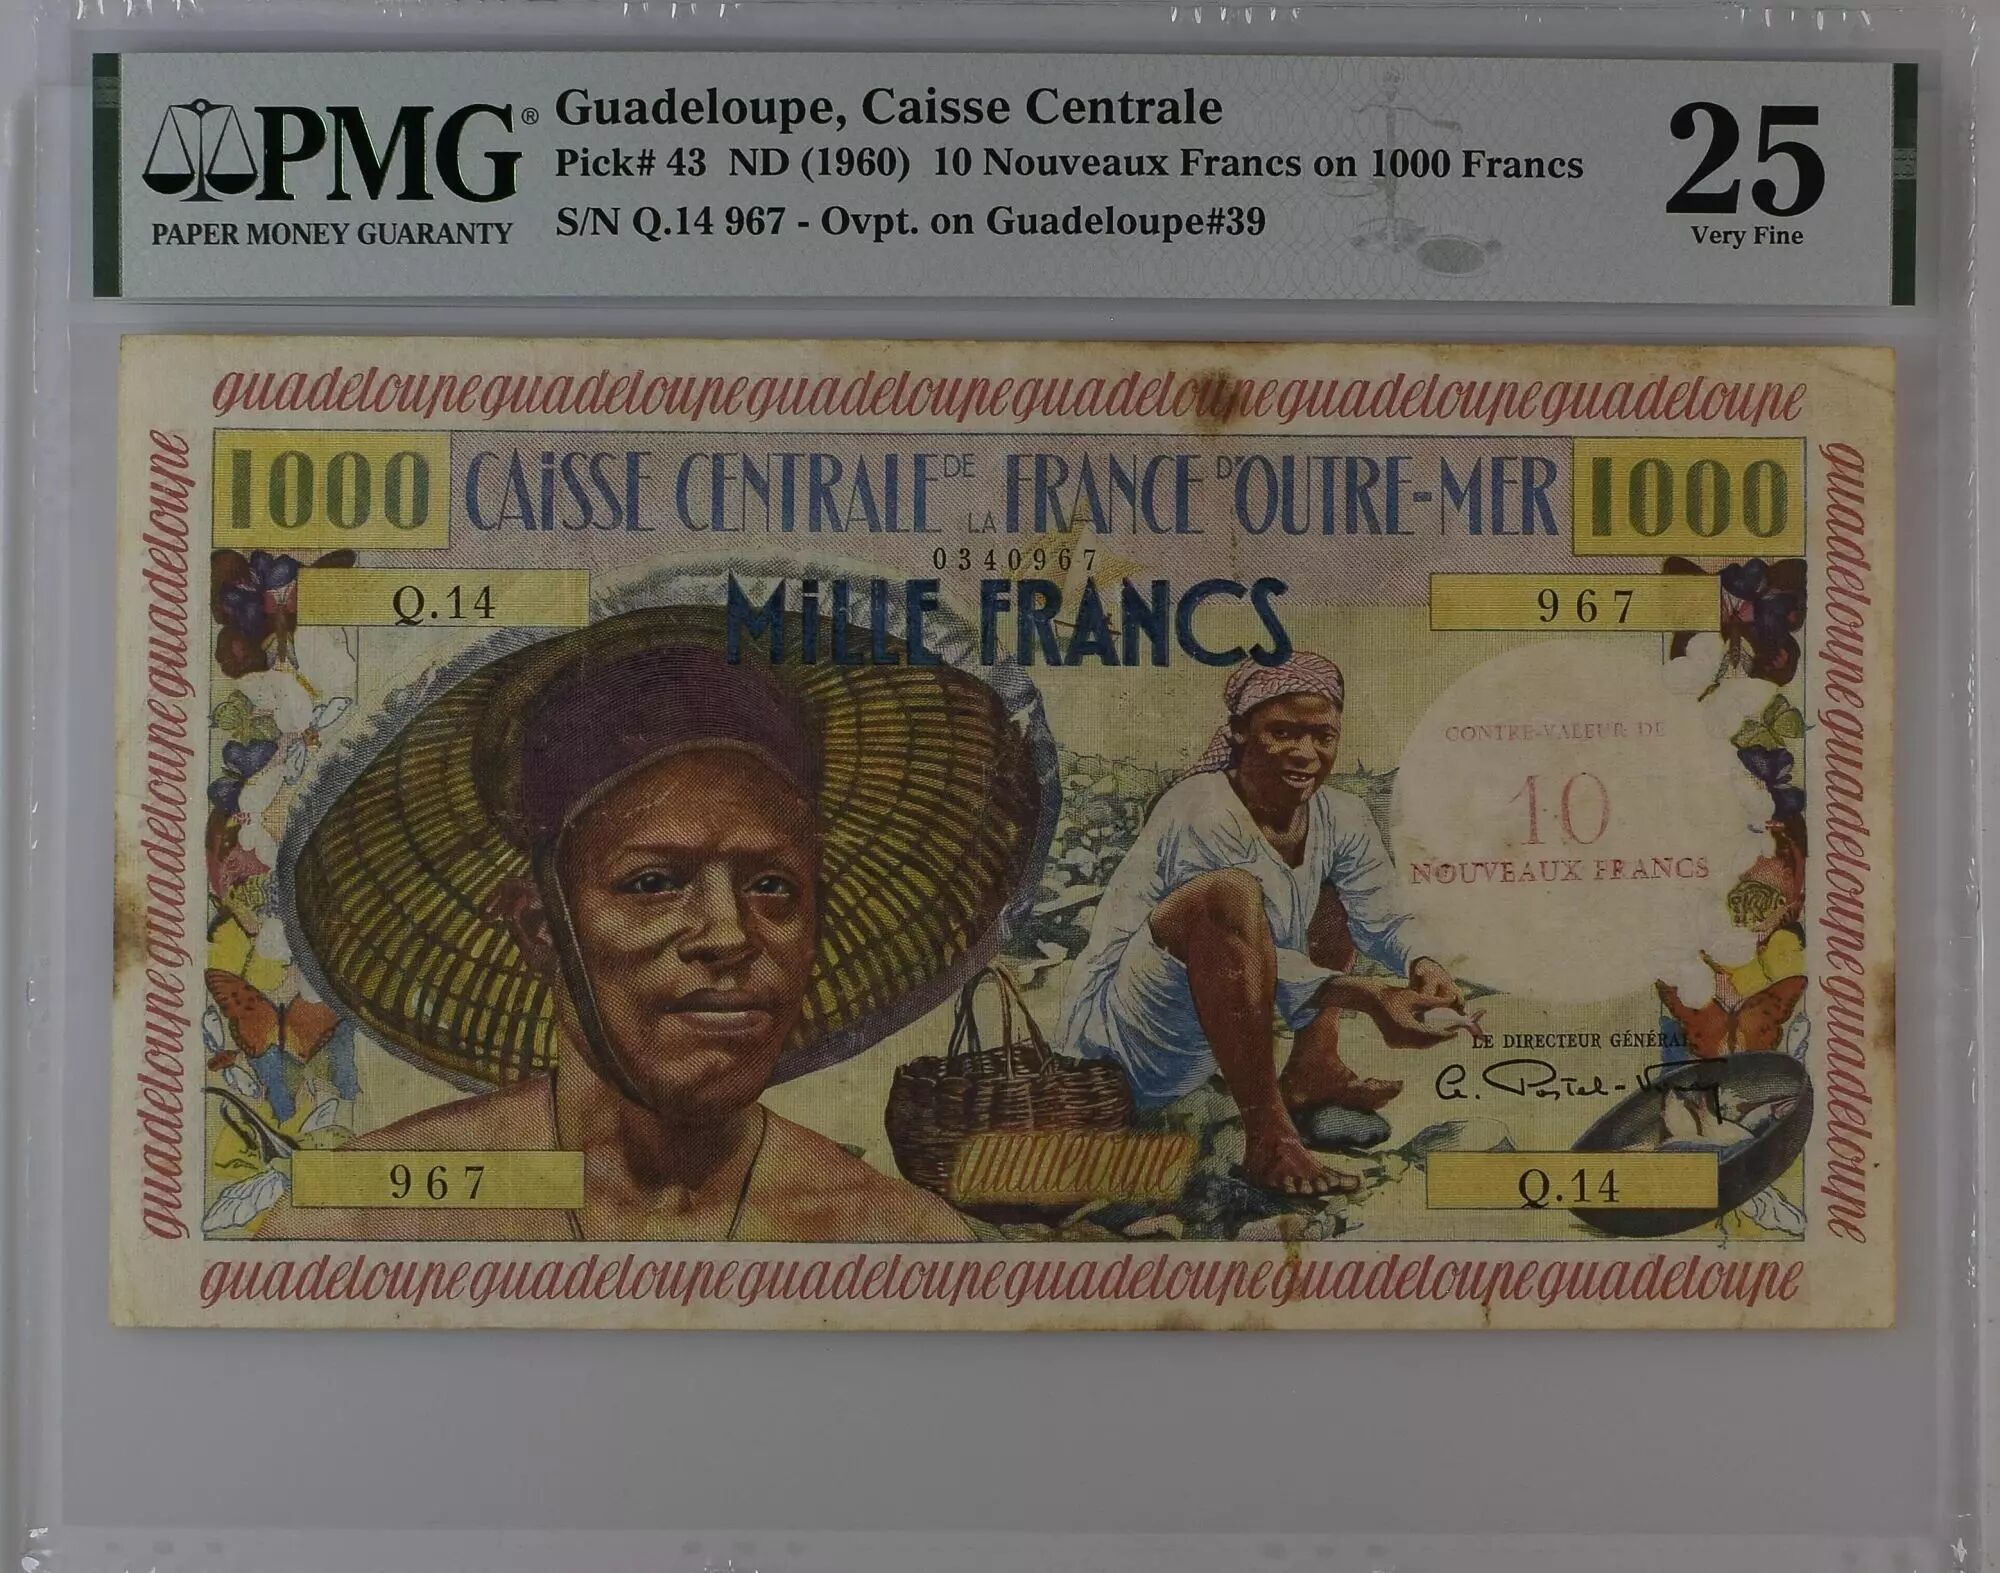 PMG®
PAPER MONEY GUARANTY
Guadeloupe, Caisse Centrale
Pick# 43 ND (1960) 10 Nouveaux Francs on 1000 Francs
S/N Q.14 967 - Ovpt. on Guadeloupe#39
25
Very Fine
guadeloupeguadeloupeguadeloupeguadeloupeguadeloupeguadeloupe
guadeloupeguadeloupeguadeloupe
guadeloupeguadeloupeguadeloupe
1000 CAiSSE CENTRALE DE LA FRANCE D'OUTRE-MER 1000
0340967
Q.14 MiLLE FRANCS 967
CONTRE-VALEUR DE
10
NOUVEAUX FRANCS
LE DIRECTEUR GÉNÉRAL
guadeloupe
967 Q.14
guadeloupeguadeloupeguadeloupeguadeloupeguadeloupeguadeloupe